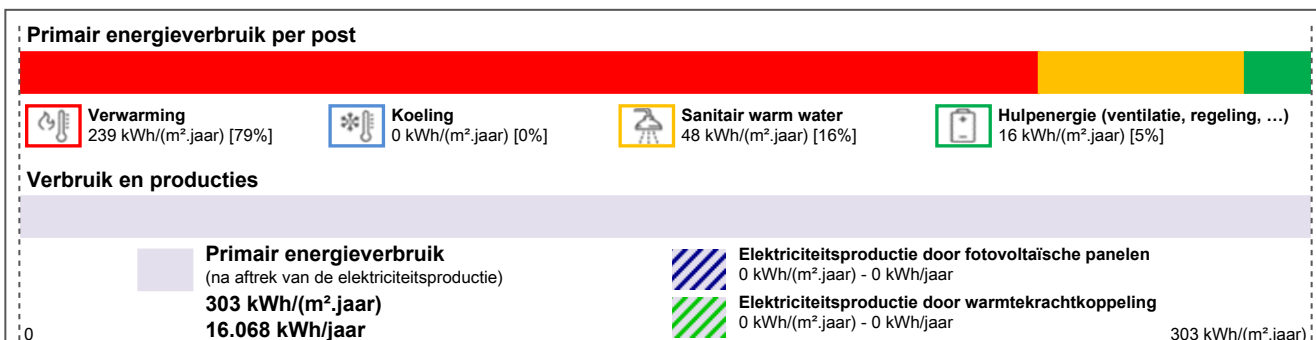 Primair energieverbruik per post
Verwarming
239 kWh/(m².jaar) [79%]
Koeling
0 kWh/(m².jaar) [0%]
Sanitair warm water
48 kWh/(m².jaar) [16%]
Hulpenergie (ventilatie, regeling, …)
16 kWh/(m².jaar) [5%]
Verbruik en producties
Primair energieverbruik
(na aftrek van de elektriciteitsproductie)
303 kWh/(m².jaar)
16.068 kWh/jaar
Elektriciteitsproductie door fotovoltaïsche panelen
0 kWh/(m².jaar) - 0 kWh/jaar
Elektriciteitsproductie door warmtekrachtkoppeling
0 kWh/(m².jaar) - 0 kWh/jaar
0
303 kWh/(m².jaar)